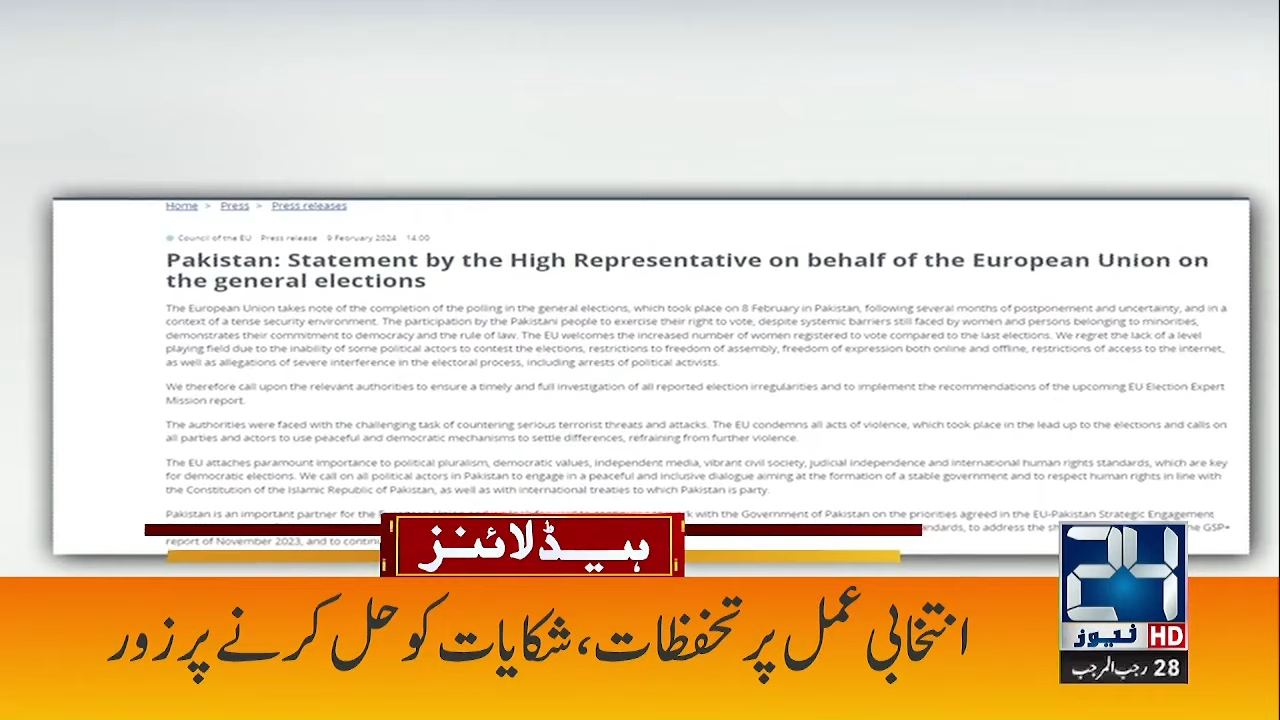 Home > Press > Press releases
Council of the EU Press release 9 February 2024 14:00
Pakistan: Statement by the High Representative on behalf of the European Union on
the general elections
The European Union takes note of the completion of the polling in the general elections, which took place on 8 February in Pakistan, following several months of postponement and uncertainty, and in a
context of a tense security environment. The participation by the Pakistani people to exercise their right to vote, despite systemic barriers still faced by women and persons belonging to minorities,
demonstrates their commitment to democracy and the rule of law. The EU welcomes the increased number of women registered to vote compared to the last elections. We regret the lack of a level
playing field due to the inability of some political actors to contest the elections, restrictions to freedom of assembly, freedom of expression both online and offline, restrictions of access to the internet,
as well as allegations of severe interference in the electoral process, including arrests of political activists.
We therefore call upon the relevant authorities to ensure a timely and full investigation of all reported election irregularities and to implement the recommendations of the upcoming EU Election Expert
Mission report.
The authorities were faced with the challenging task of countering serious terrorist threats and attacks. The EU condemns all acts of violence, which took place in the lead up to the elections and calls on
all parties and actors to use peaceful and democratic mechanisms to settle differences, refraining from further violence.
The EU attaches paramount importance to political pluralism, democratic values, independent media, vibrant civil society, judicial independence and international human rights standards, which are key
for democratic elections. We call on all political actors in Pakistan to engage in a peaceful and inclusive dialogue aiming at the formation of a stable government and to respect human rights in line with
the Constitution of the Islamic Republic of Pakistan, as well as with international treaties to which Pakistan is party.
Pakistan is an important partner for the with the Government of Pakistan on the priorities agreed in the EU-Pakistan Strategic Engagement
to address the GSP+
report of November 2023, and to
ہیڈلائنز
انتخابی عمل پر تحفظات، شکایات کو حل کرنے پر زور
24
نیوز HD
28 رجب المرجب